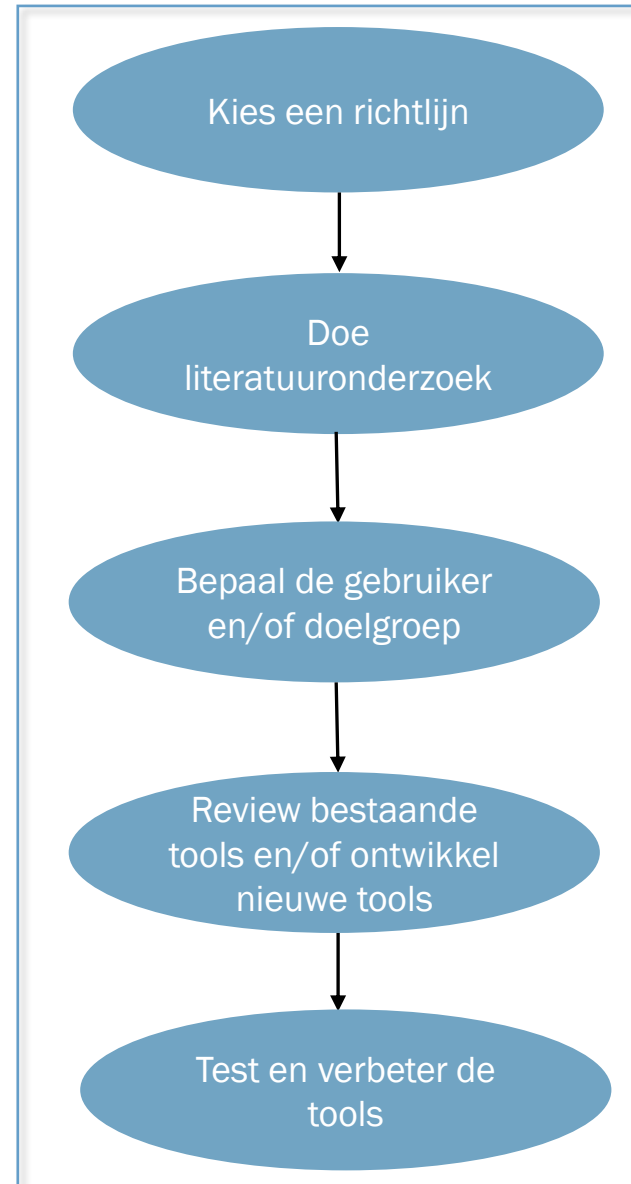 Kies een richtlijn
Doe
literatuuronderzoek
Bepaal de gebruiker
en/of doelgroep
Review bestaande
tools en/of ontwikkel
nieuwe tools
Test en verbeter de
tools